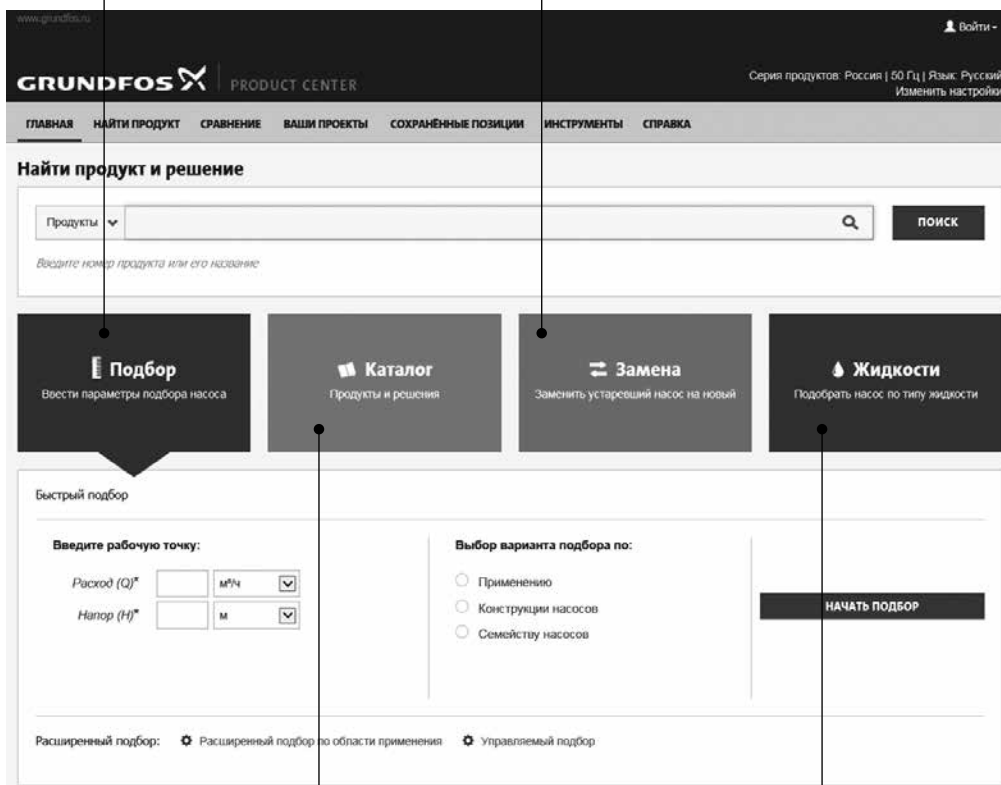 www.grundfos.ru
Войти
GRUNDFOS PRODUCT CENTER
Серия продуктов: Россия | 50 Гц | Язык: Русский
Изменить настройки
ГЛАВНАЯ НАЙТИ ПРОДУКТ СРАВНЕНИЕ ВАШИ ПРОЕКТЫ СОХРАНЁННЫЕ ПОЗИЦИИ ИНСТРУМЕНТЫ СПРАВКА
Найти продукт и решение
Продукты ПОИСК
Введите номер продукта или его название
Подбор Каталог Замена Жидкости
Ввести параметры подбора насоса Продукты и решения Заменить устаревший насос на новый Подобрать насос по типу жидкости
Быстрый подбор
Введите рабочую точку: Выбор варианта подбора по:
Расход (Q)* м³/ч Применению
Напор (H)* м Конструкции насосов НАЧАТЬ ПОДБОР
Семейству насосов
Расширенный подбор: Расширенный подбор по области применения Управляемый подбор